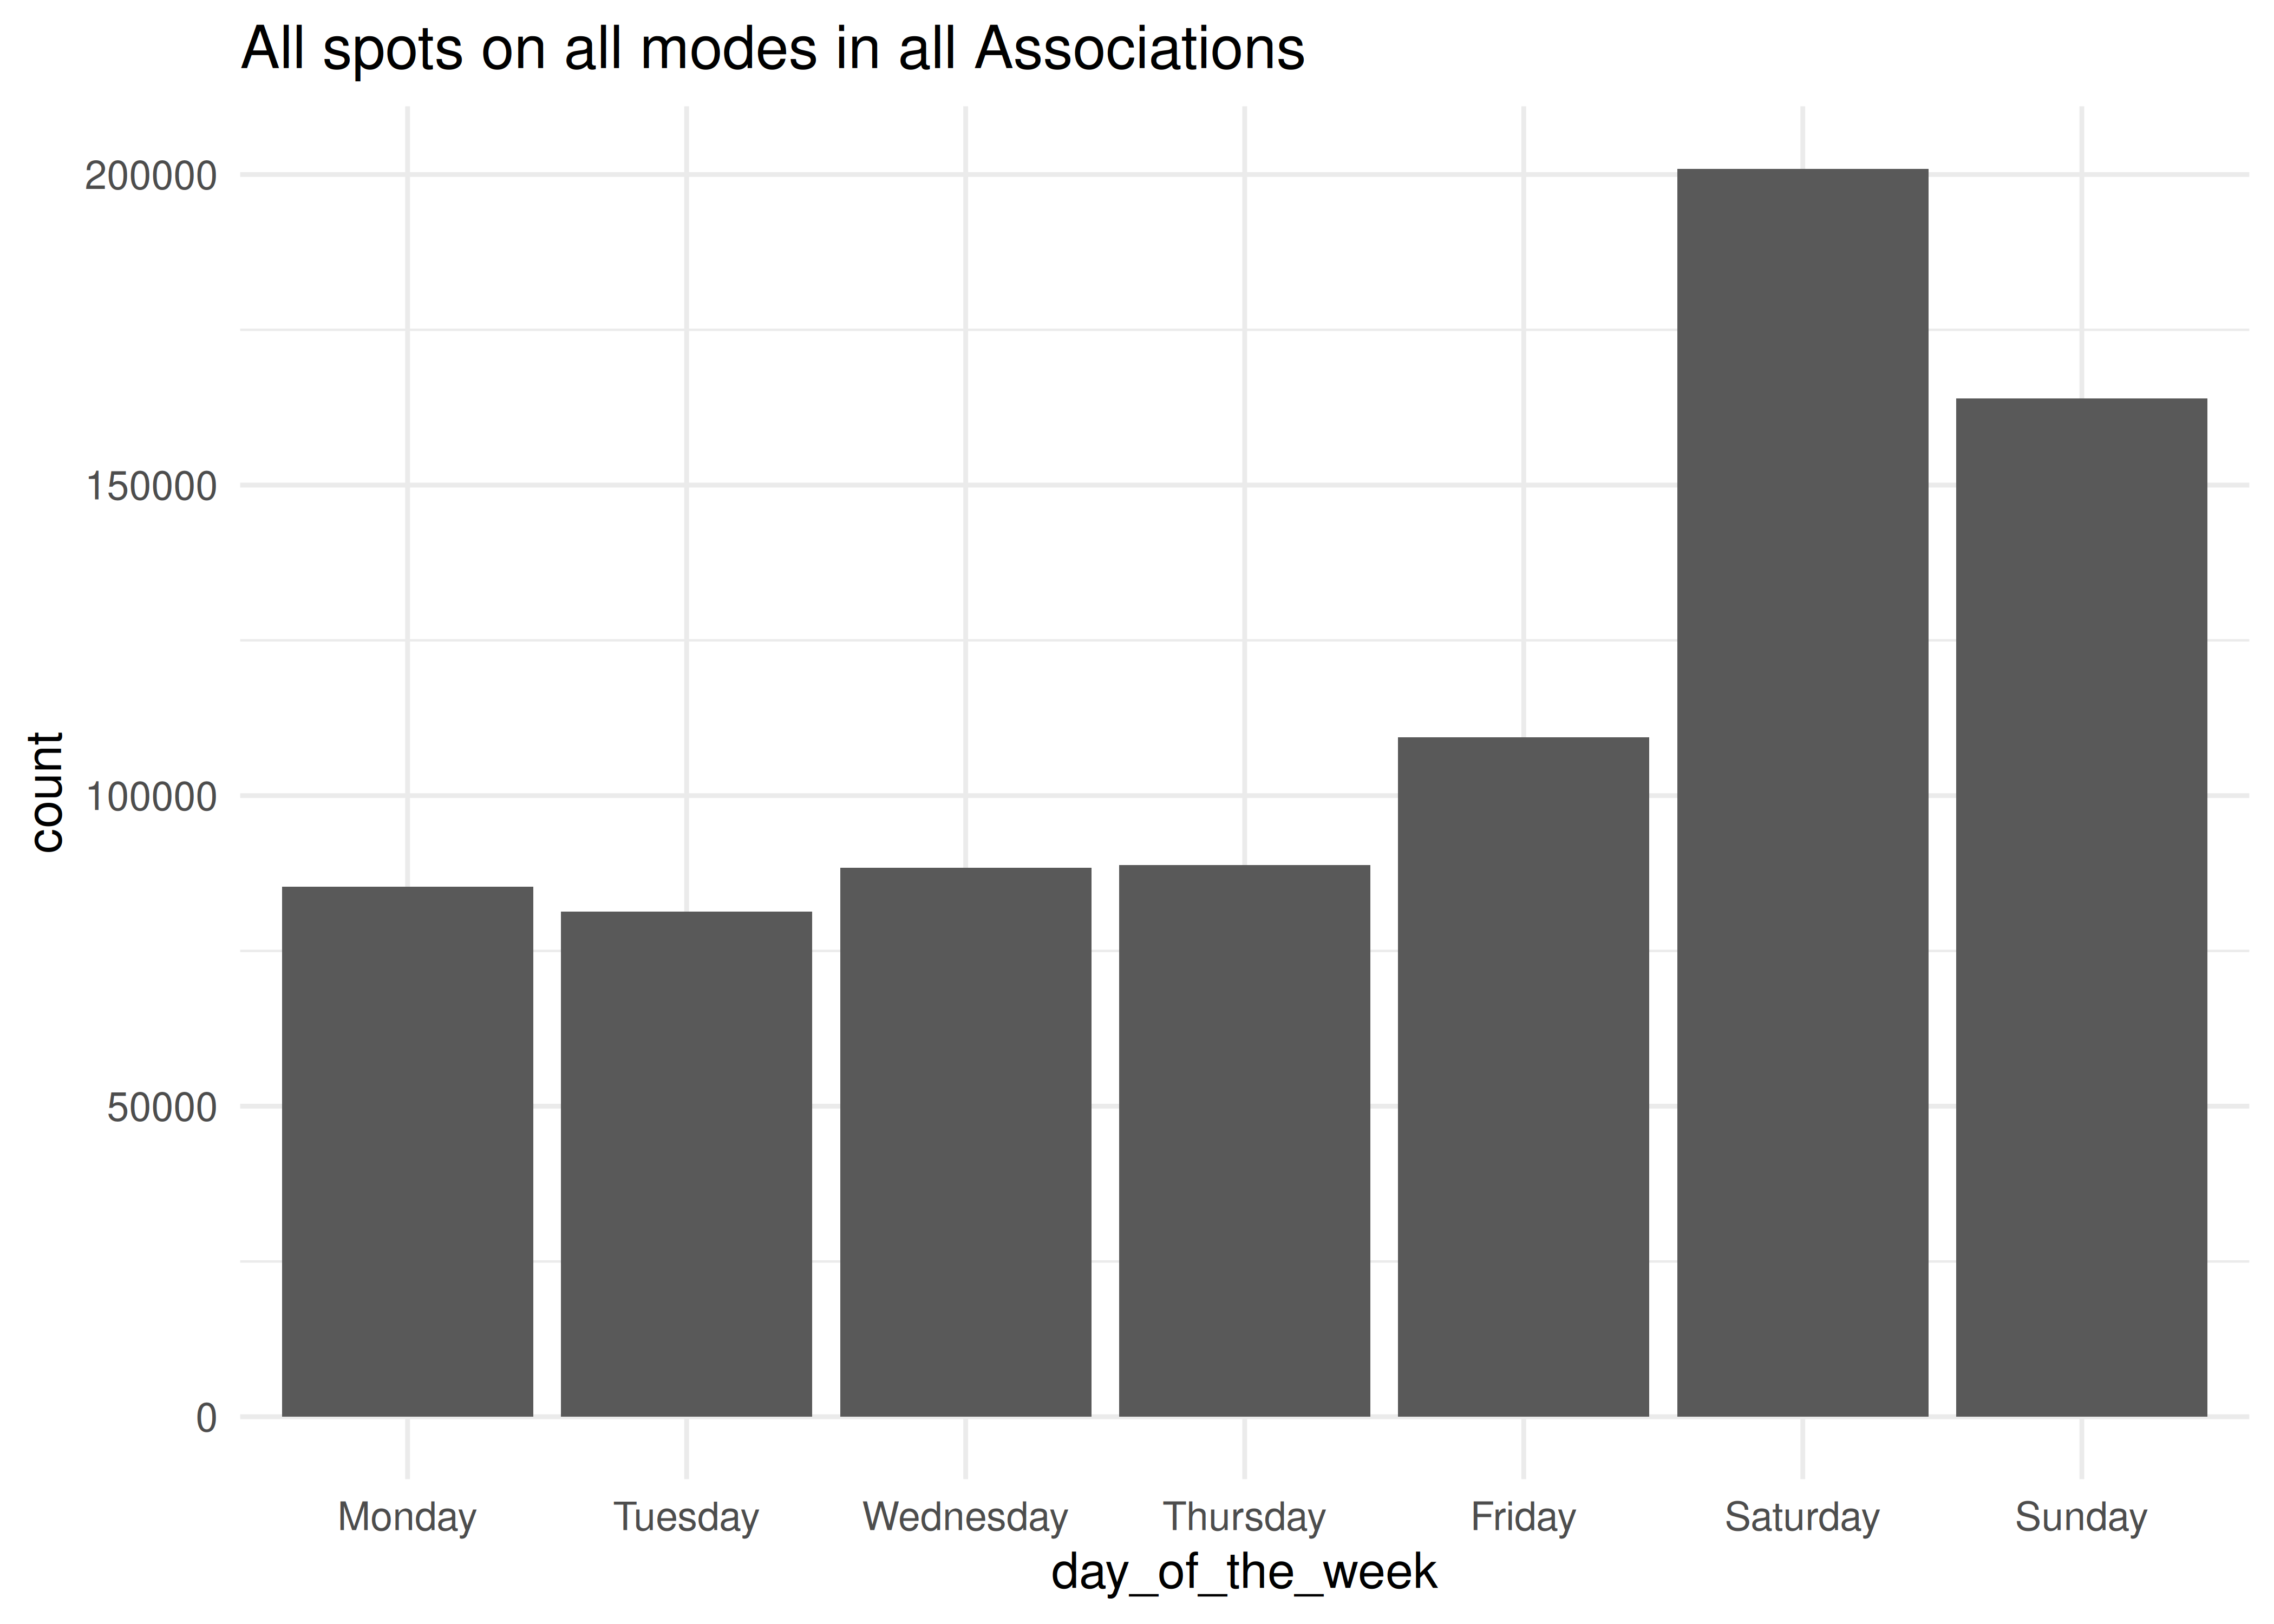 All spots on all modes in all Associations
200000
150000
100000
50000
0
count
Monday Tuesday Wednesday Thursday Friday Saturday Sunday
day_of_the_week